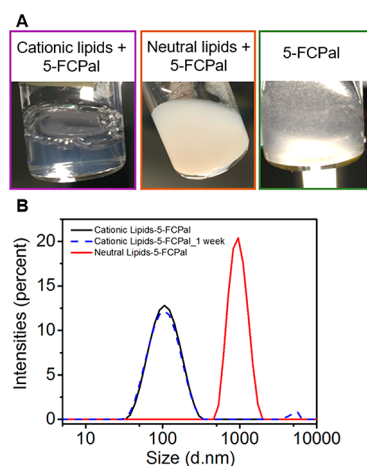 A
Cationic lipids +
5-FCPal
Neutral lipids +
5-FCPal
5-FCPal
B
Cationic Lipids-5-FCPal
Cationic Lipids-5-FCPal_1 week
Neutral Lipids-5-FCPal
Intensities (percent)
20
15
10
5
0
10
100
1000
10000
Size (d.nm)